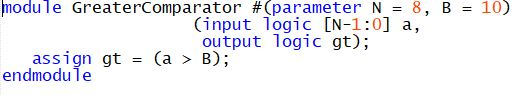 module GreaterComparator #(parameter N = 8, B = 10)
(input logic [N-1:0] a,
output logic gt);
assign gt = (a > B);
endmodule